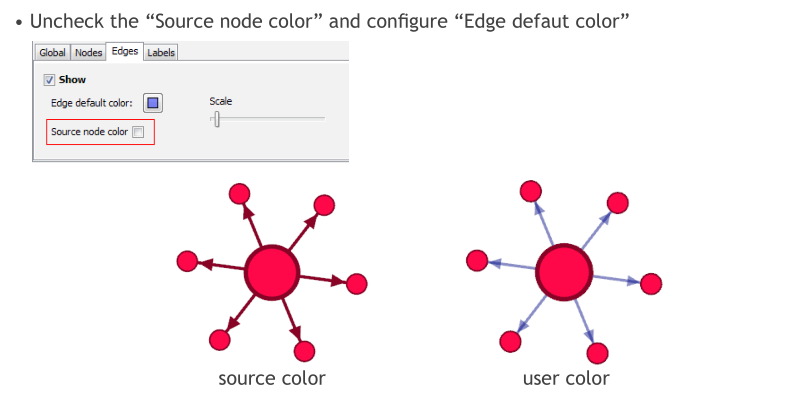 • Uncheck the “Source node color” and configure “Edge defaut color”
Global Nodes Edges Labels
Show
Edge default color: Scale
Source node color
source color user color